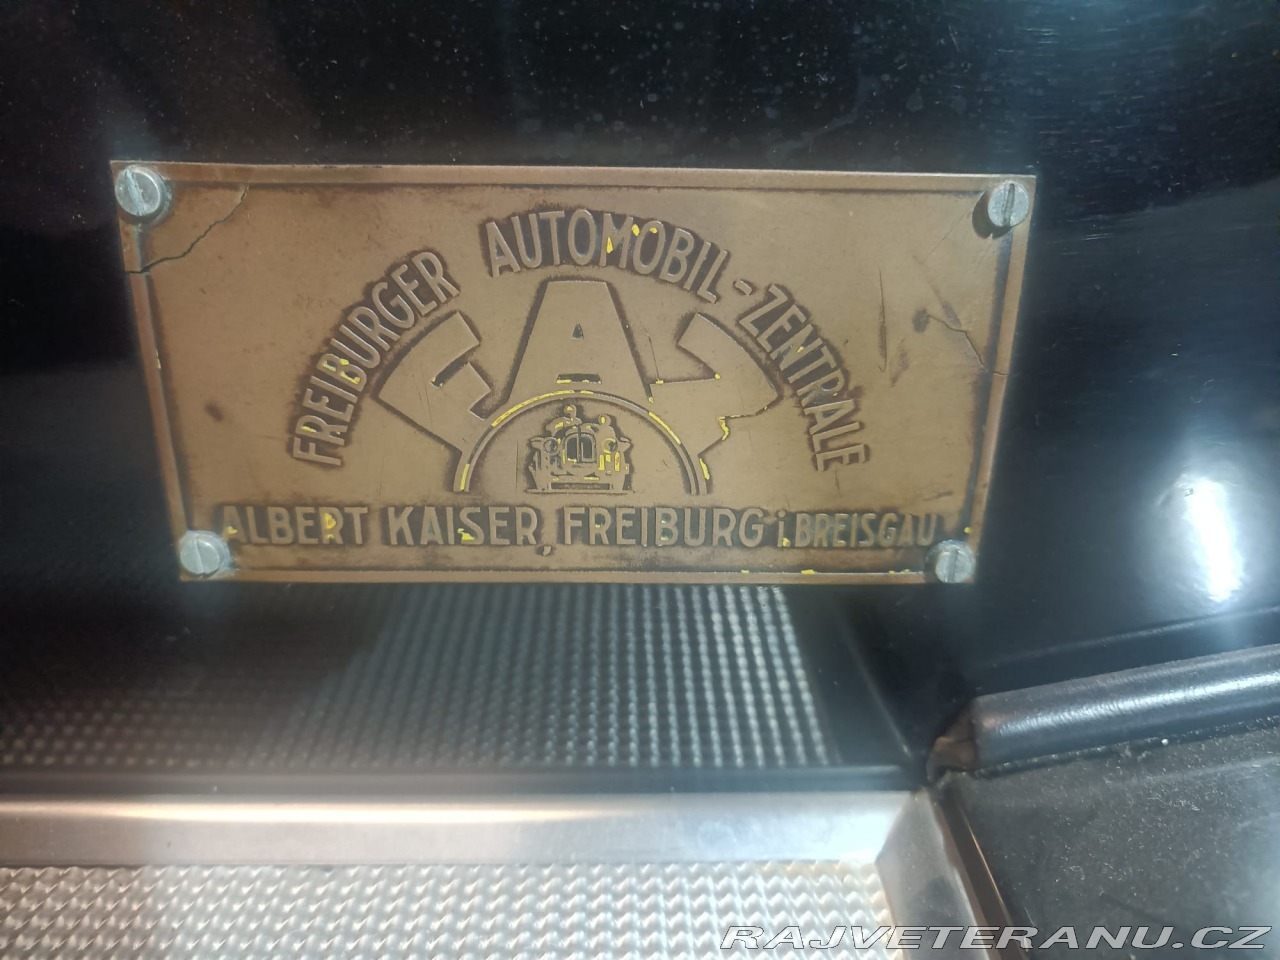 FREIBURGER AUTOMOBIL-ZENTRALE
FAZ
ALBERT KAISER, FREIBURG i. BREISGAU
RAJVETERANU.CZ